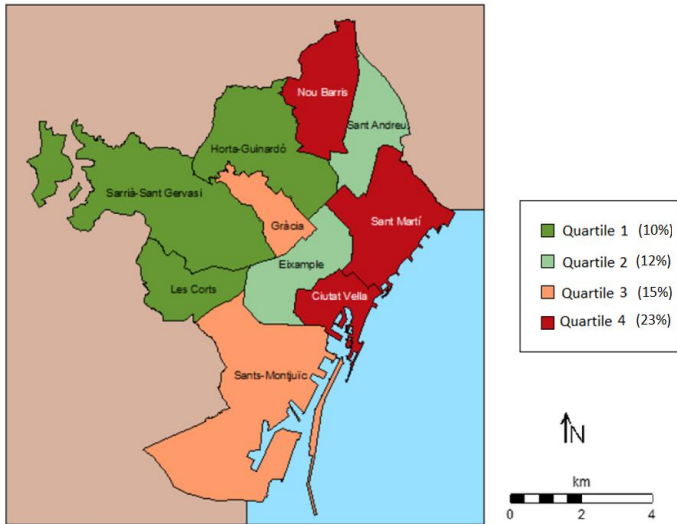 Nou Barris
Sant Andreu
Horta-Guinardó
Sarrià-Sant Gervasi
Gràcia
Sant Martí
Eixample
Les Corts
Ciutat Vella
Sants-Montjuïc
Quartile 1 (10%)
Quartile 2 (12%)
Quartile 3 (15%)
Quartile 4 (23%)
N
km
0 2 4